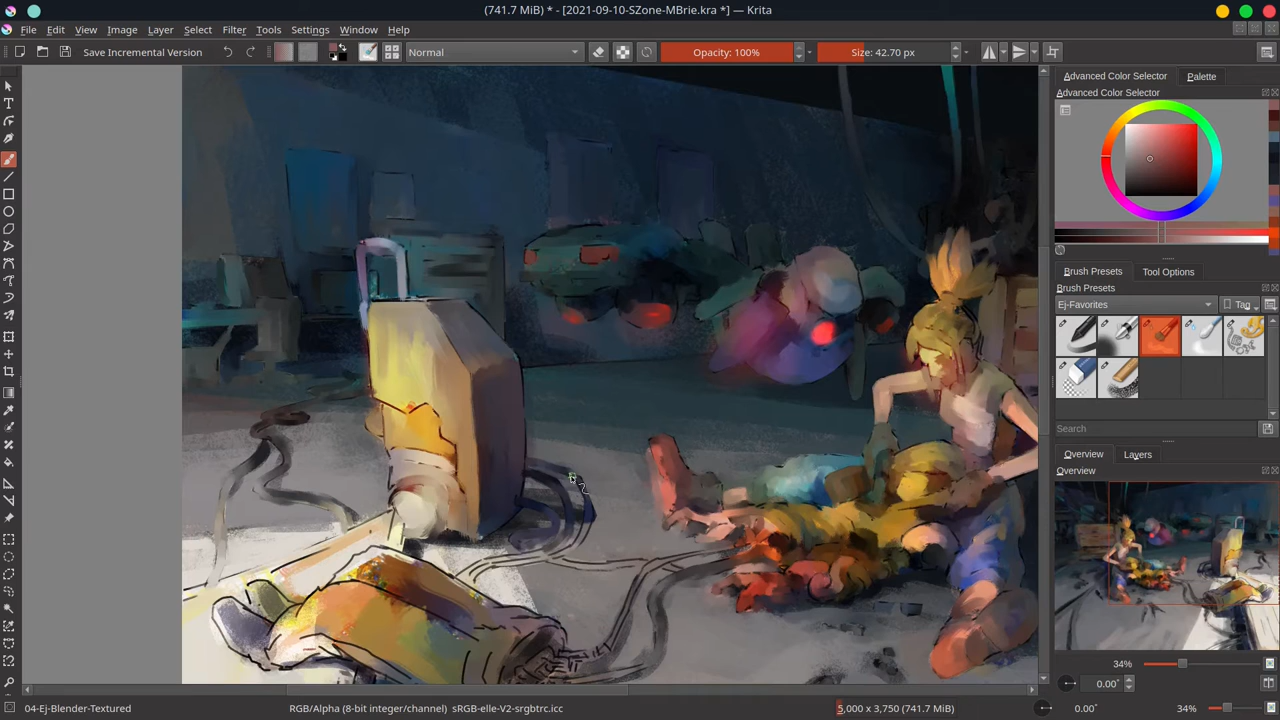 (741.7 MiB) * - [2021-09-10-SZone-MBrie.kra *] — Krita
File Edit View Image Layer Select Filter Tools Settings Window Help
Save Incremental Version Normal Opacity: 100% Size: 42.70 px
Advanced Color Selector Palette
Advanced Color Selector
Brush Presets Tool Options
Brush Presets
Ej-Favorites Tag
Search
Overview Layers
Overview
34%
0.00°
04-Ej-Blender-Textured RGB/Alpha (8-bit integer/channel) sRGB-elle-V2-srgbtrc.icc 5,000 x 3,750 (741.7 MiB) 0.00° 34%